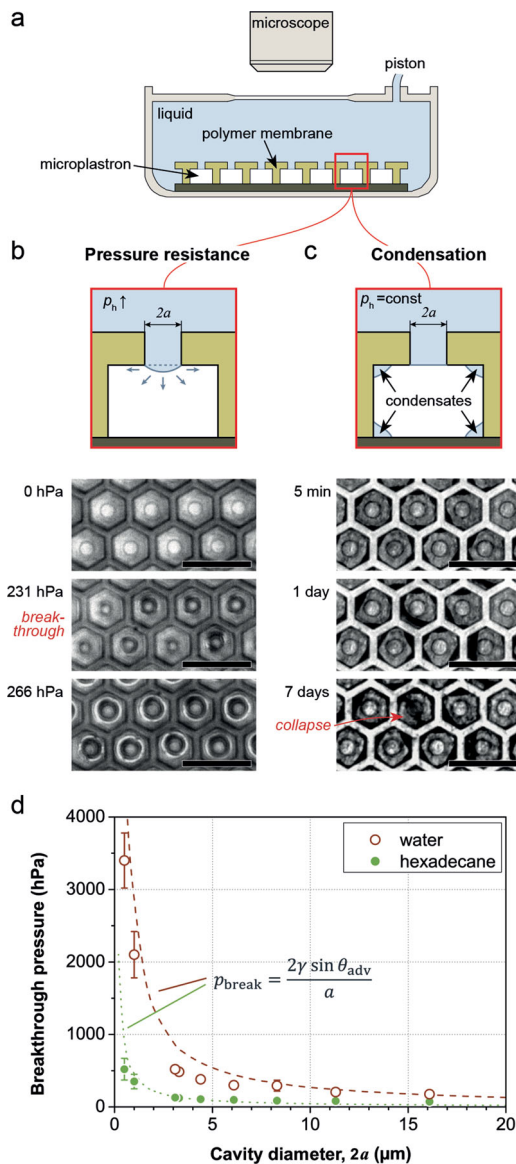 a
microscope
piston
liquid
polymer membrane
microplastron
b
Pressure resistance
p_h ↑
2a
0 hPa
231 hPa
break-
through
266 hPa
c
Condensation
p_h =const
2a
condensates
5 min
1 day
7 days
collapse
d
4000
3000
2000
1000
0
Breakthrough pressure (hPa)
water
hexadecane
p_break = 2γ sin θ_adv / a
0 5 10 15 20
Cavity diameter, 2a (μm)